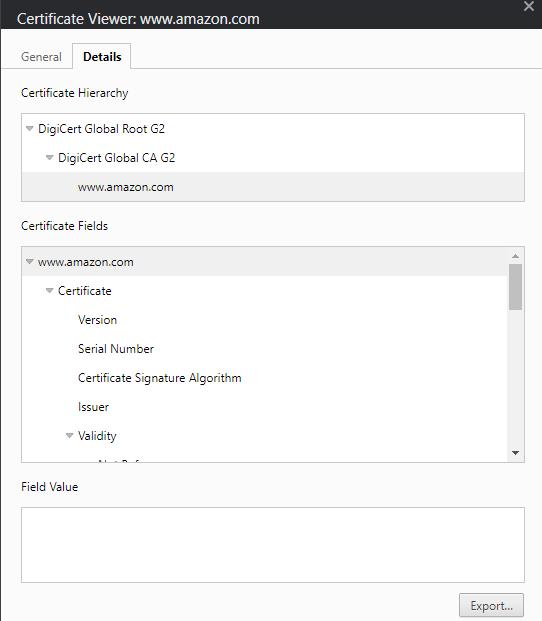 Certificate Viewer: www.amazon.com
General
Details
Certificate Hierarchy
DigiCert Global Root G2
DigiCert Global CA G2
www.amazon.com
Certificate Fields
www.amazon.com
Certificate
Version
Serial Number
Certificate Signature Algorithm
Issuer
Validity
Field Value
Export...